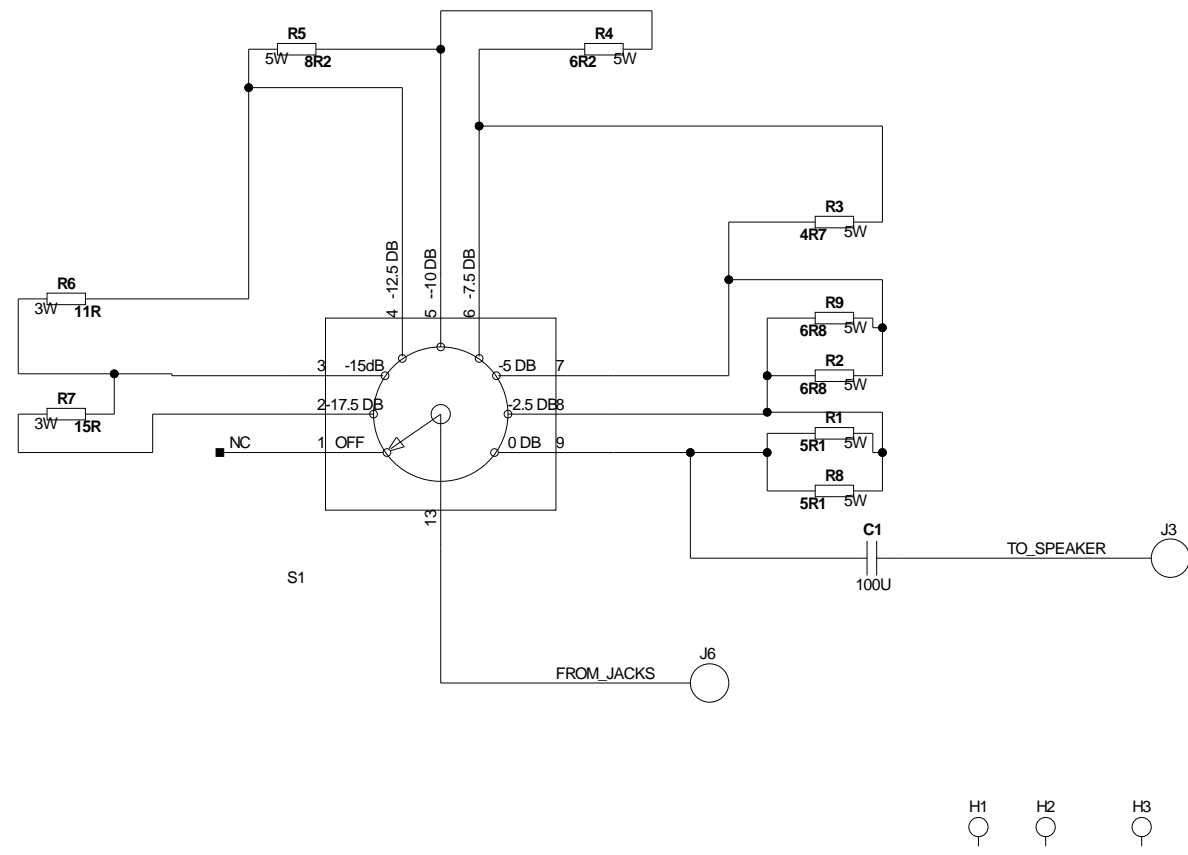 R5
5W 8R2
R4
6R2 5W
R3
4R7 5W
4 -12.5 DB
5 --10 DB
6 -7.5 DB
R6
3W 11R
R9
6R8 5W
3 -15dB
-5 DB 7
R2
6R8 5W
R7
3W 15R
2 -17.5 DB
-2.5 DB 8
R1
5R1 5W
NC
1 OFF
0 DB 9
R8
5R1 5W
13
C1
100U
TO_SPEAKER
J3
S1
FROM_JACKS
J6
H1 H2 H3